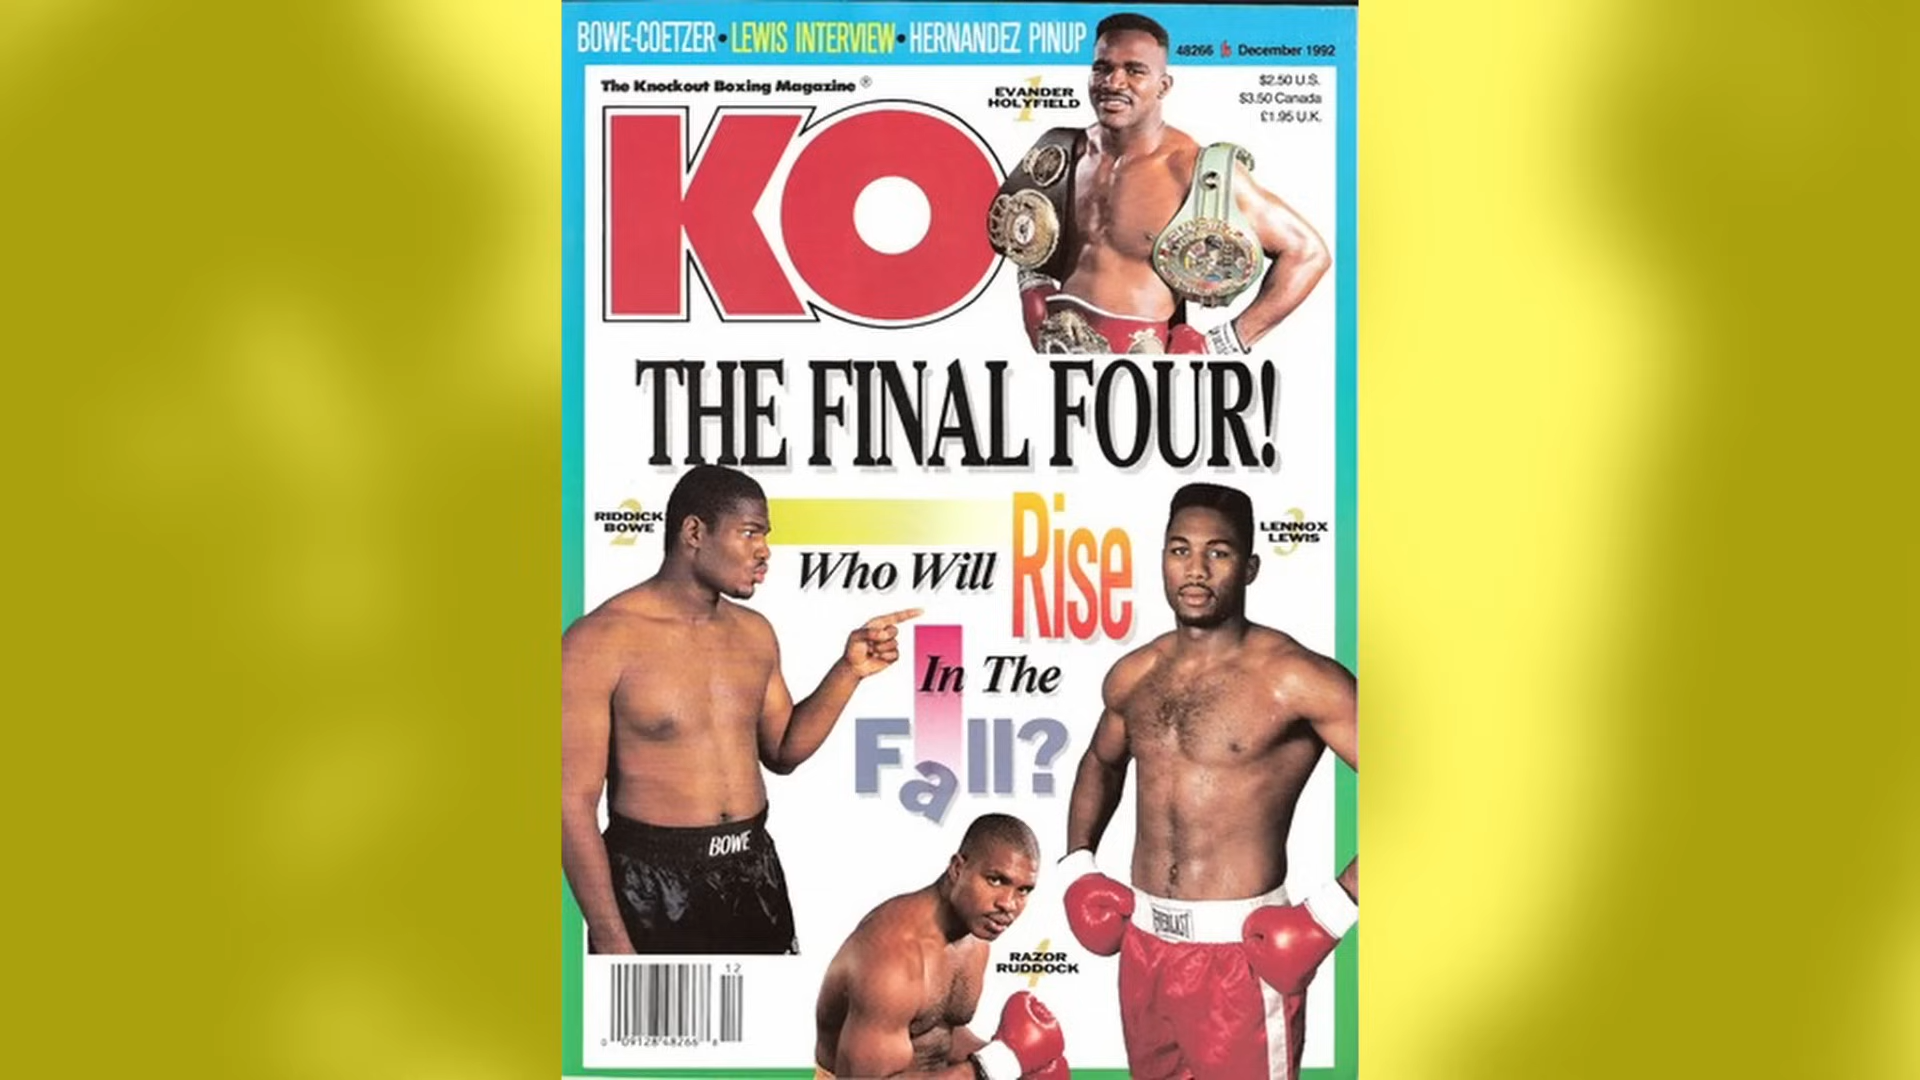 BOWE-COETZER • LEWIS INTERVIEW • HERNANDEZ PINUP
48266 December 1992
The Knockout Boxing Magazine ®
$2.50 U.S.
$3.50 Canada
£1.95 U.K.
1
EVANDER
HOLYFIELD
KO
THE FINAL FOUR!
2
RIDDICK
BOWE
3
LENNOX
LEWIS
Who Will Rise
In The
Fall?
BOWE
EVERLAST
4
RAZOR
RUDDOCK
12
0 09128 48266 8